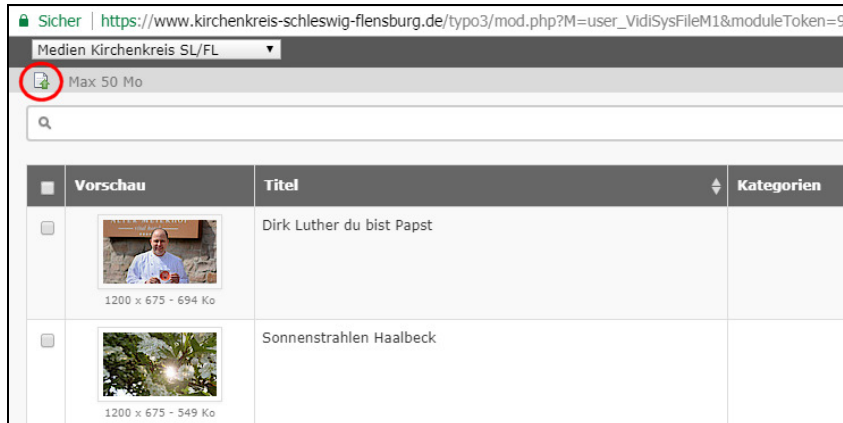 Sicher | https://www.kirchenkreis-schleswig-flensburg.de/typo3/mod.php?M=user_VidiSysFileM1&moduleToken=9
Medien Kirchenkreis SL/FL
Max 50 Mo
Vorschau Titel Kategorien
Dirk Luther du bist Papst
1200 x 675 - 694 Ko
Sonnenstrahlen Haalbeck
1200 x 675 - 549 Ko